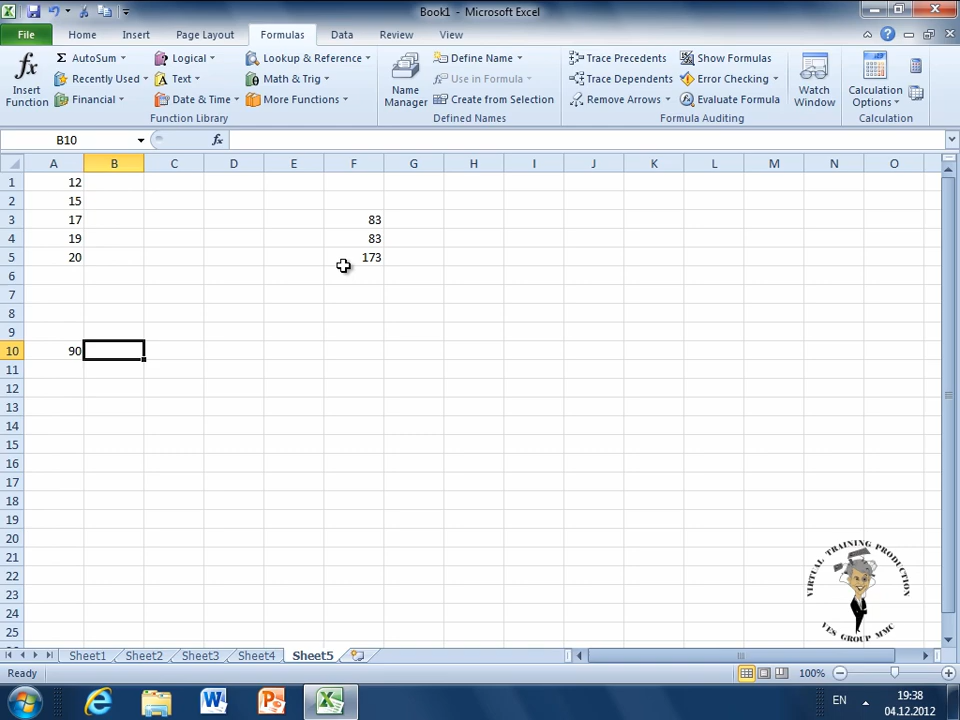 Book1 - Microsoft Excel
File Home Insert Page Layout Formulas Data Review View
fx Σ AutoSum Logical Lookup & Reference Define Name Trace Precedents Show Formulas
Recently Used Text Math & Trig Use in Formula Trace Dependents Error Checking
Insert Function Financial Date & Time More Functions Name Manager Create from Selection Remove Arrows Evaluate Formula Watch Window Calculation Options
Function Library Defined Names Formula Auditing Calculation
B10 fx
A B C D E F G H I J K L M N O
1 12
2 15
3 17 83
4 19 83
5 20 173
6
7
8
9
10 90
11
12
13
14
15
16
17
18
19
20
21
22
23
24
25
VIRTUAL TRAINING PRODUCTION
YES GROUP MMC
Sheet1 Sheet2 Sheet3 Sheet4 Sheet5
Ready 100%
EN 19:38
04.12.2012